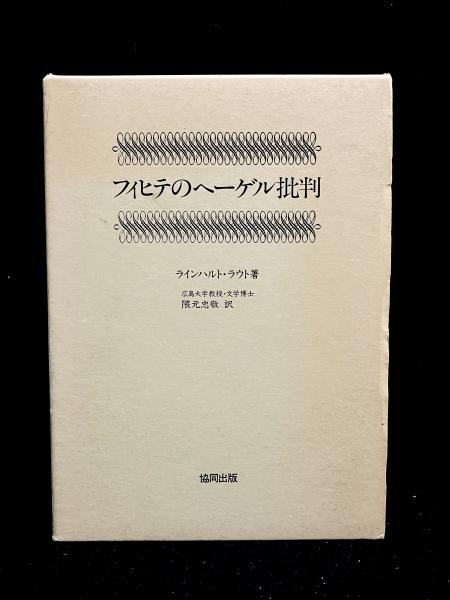 フィヒテのヘーゲル批判
ラインハルト・ラウト著
広島大学教授・文学博士
隈元忠敬 訳
協同出版